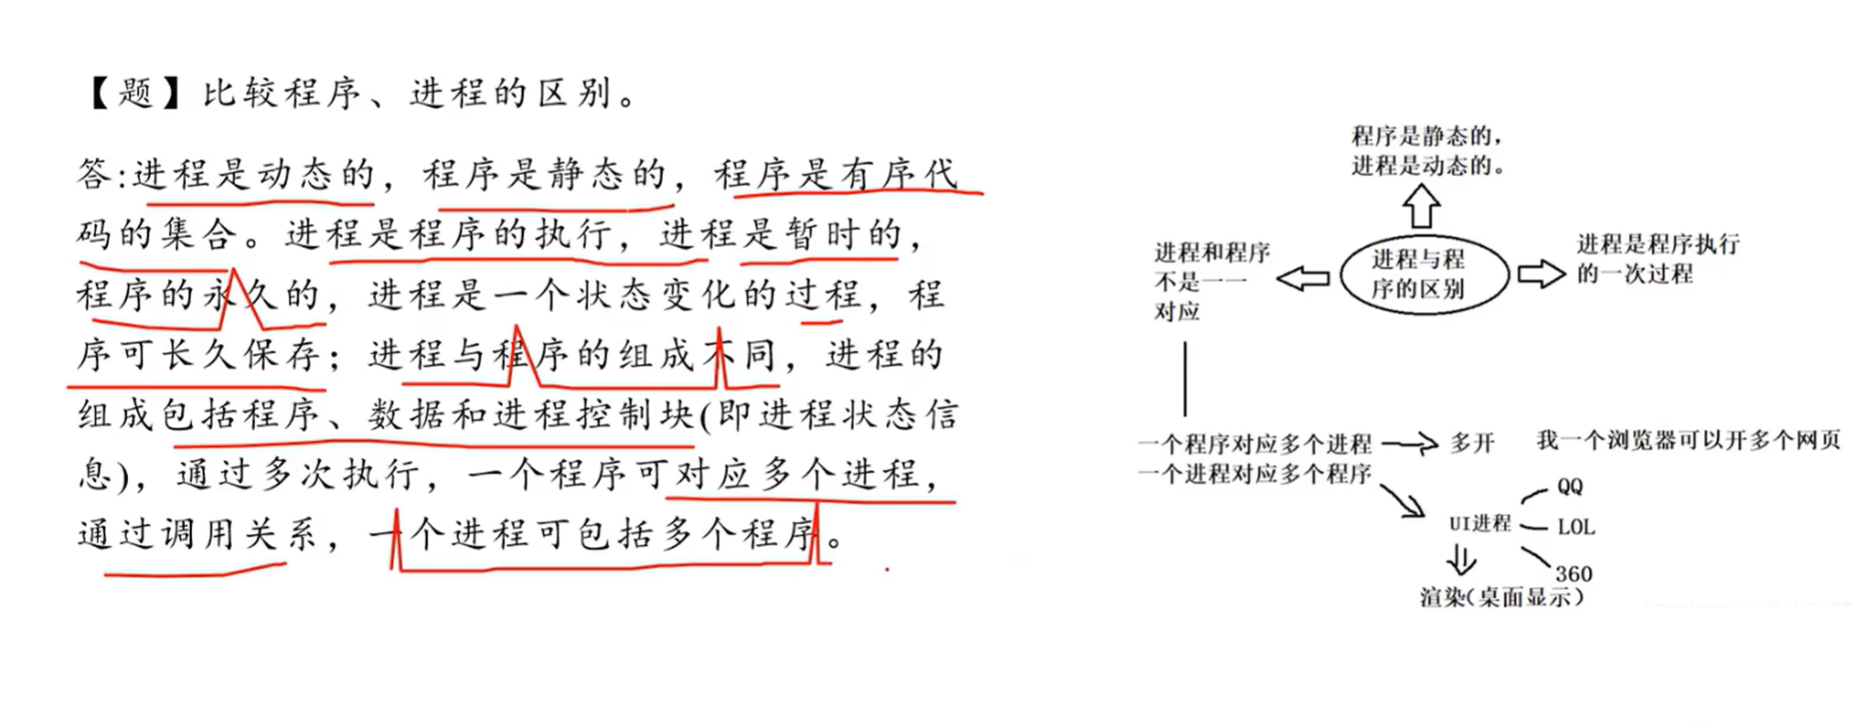 【题】比较程序、进程的区别。
答:进程是动态的，程序是静态的，程序是有序代
码的集合。进程是程序的执行，进程是暂时的，
程序的永久的，进程是一个状态变化的过程，程
序可长久保存；进程与程序的组成不同，进程的
组成包括程序、数据和进程控制块(即进程状态信
息)，通过多次执行，一个程序可对应多个进程，
通过调用关系，一个进程可包括多个程序。
程序是静态的，
进程是动态的。
进程和程序
不是一一
对应
进程与程
序的区别
进程是程序执行
的一次过程
一个程序对应多个进程
一个进程对应多个程序
多开
我一个浏览器可以开多个网页
UI进程
QQ
LOL
360
渲染(桌面显示)